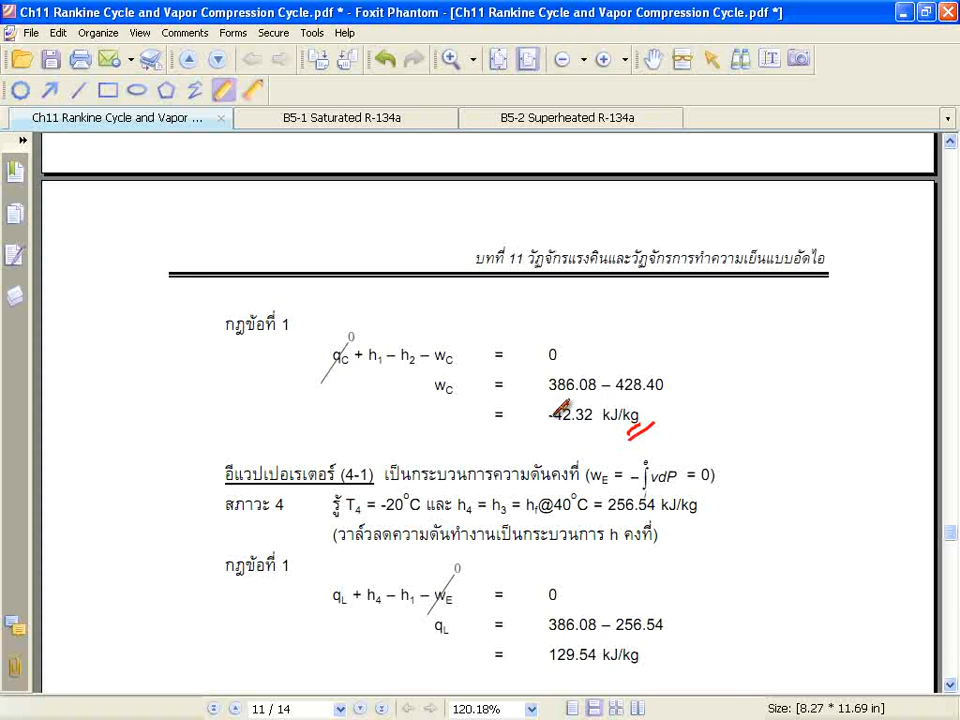 Ch11 Rankine Cycle and Vapor Compression Cycle.pdf * - Foxit Phantom - [Ch11 Rankine Cycle and Vapor Compression Cycle.pdf *]
File Edit Organize View Comments Forms Secure Tools Help
Ch11 Rankine Cycle and Vapor ... B5-1 Saturated R-134a B5-2 Superheated R-134a
บทที่ 11 วัฏจักรแรงคินและวัฏจักรการทำความเย็นแบบอัดไอ
กฎข้อที่ 1
0
qC + h1 – h2 – wC = 0
wC = 386.08 – 428.40
= -42.32 kJ/kg
อีแวปเปอเรเตอร์ (4-1) เป็นกระบวนการความดันคงที่ (wE = – ∫ vdP = 0)
สภาวะ 4 รู้ T4 = -20°C และ h4 = h3 = hf@40°C = 256.54 kJ/kg
(วาล์วลดความดันทำงานเป็นกระบวนการ h คงที่)
กฎข้อที่ 1
0
qL + h4 – h1 – wE = 0
qL = 386.08 – 256.54
= 129.54 kJ/kg
11 / 14 120.18% Size: [8.27 * 11.69 in]